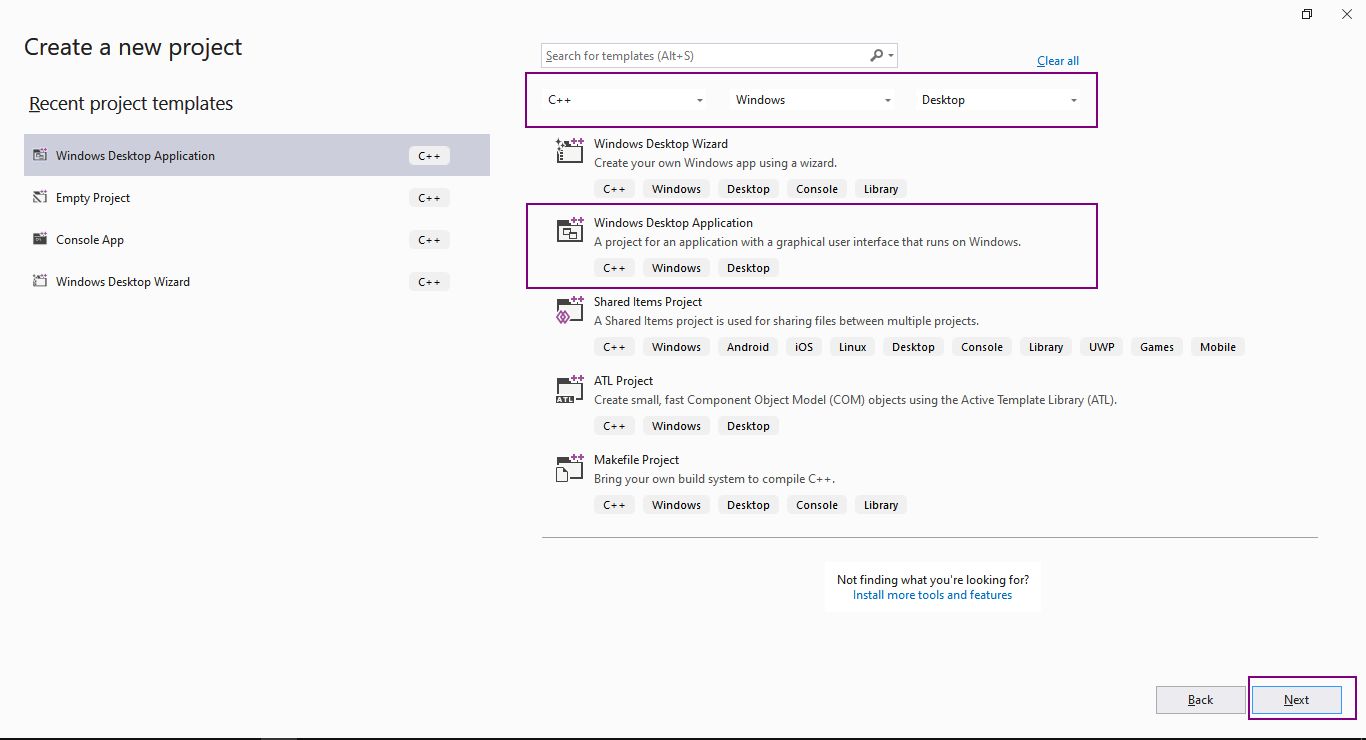 Create a new project
Recent project templates
Windows Desktop Application C++
Empty Project C++
Console App C++
Windows Desktop Wizard C++
Search for templates (Alt+S)
Clear all
C++ Windows Desktop
Windows Desktop Wizard
Create your own Windows app using a wizard.
C++ Windows Desktop Console Library
Windows Desktop Application
A project for an application with a graphical user interface that runs on Windows.
C++ Windows Desktop
Shared Items Project
A Shared Items project is used for sharing files between multiple projects.
C++ Windows Android iOS Linux Desktop Console Library UWP Games Mobile
ATL
ATL Project
Create small, fast Component Object Model (COM) objects using the Active Template Library (ATL).
C++ Windows Desktop
Makefile Project
Bring your own build system to compile C++.
C++ Windows Desktop Console Library
Not finding what you're looking for?
Install more tools and features
Back Next